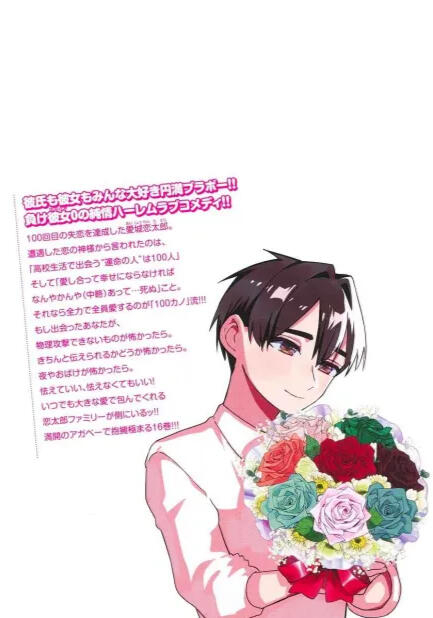 彼氏も彼女もみんな大好き円満ブラボー!!
負け彼女0の純情ハーレムラブコメディ!!
100回目の失恋を達成した愛城恋太郎。
遭遇した恋の神様から言われたのは、
「高校生活で出会う“運命の人”は100人」
そして「愛し合って幸せにならなければ
なんやかんや(中略)あって…死ぬ」こと。
それなら全力で全員愛するのが「100カノ」流!!!
もし出会ったあなたが、
物理攻撃できないものが怖かったら。
きちんと伝えられるかどうか怖かったら。
夜やおばけが怖かったら。
怯えていい、怯えなくてもいい!
いつでも大きな愛で包んでくれる
恋太郎ファミリーが側にいるッ!!
満開のアガペーで抱擁極まる16巻!!!